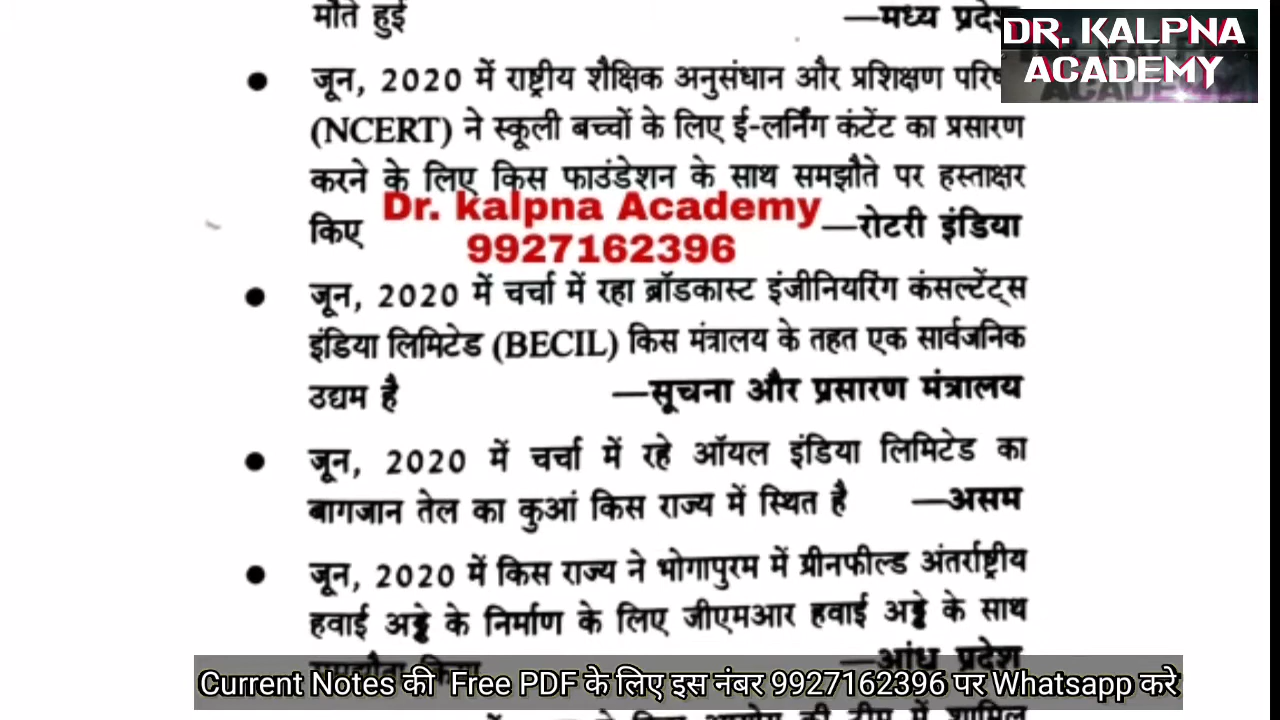 मौतें हुई —मध्य प्रदेश
DR. KALPNA
ACADEMY
● जून, 2020 में राष्ट्रीय शैक्षिक अनुसंधान और प्रशिक्षण
(NCERT) ने स्कूली बच्चों के लिए ई-लर्निंग कंटेंट का प्रसारण
करने के लिए किस फाउंडेशन के साथ समझौते पर हस्ताक्षर
किए —रोटरी इंडिया
Dr. kalpna Academy
9927162396
● जून, 2020 में चर्चा में रहा ब्रॉडकास्ट इंजीनियरिंग कंसल्टेंट्स
इंडिया लिमिटेड (BECIL) किस मंत्रालय के तहत एक सार्वजनिक
उद्यम है —सूचना और प्रसारण मंत्रालय
● जून, 2020 में चर्चा में रहे ऑयल इंडिया लिमिटेड का
बागजान तेल का कुआं किस राज्य में स्थित है —असम
● जून, 2020 में किस राज्य ने भोगापुरम में ग्रीनफील्ड अंतर्राष्ट्रीय
हवाई अड्डे के निर्माण के लिए जीएमआर हवाई अड्डे के साथ
—आंध्र प्रदेश
Current Notes की Free PDF के लिए इस नंबर 9927162396 पर Whatsapp करे